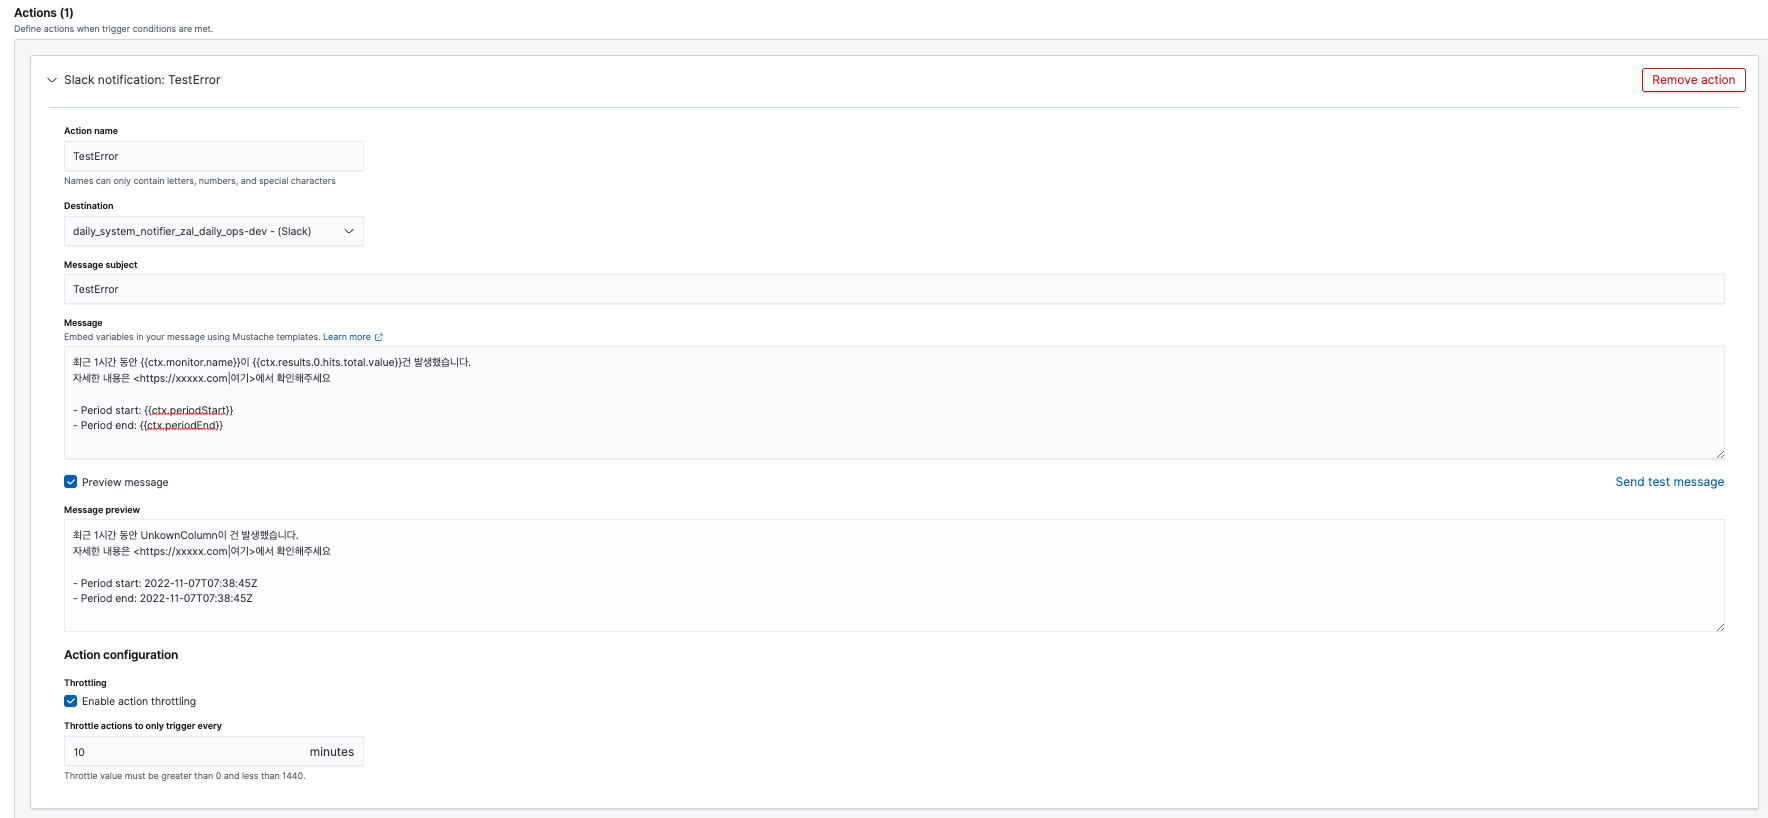 Actions (1)
Define actions when trigger conditions are met.
Slack notification: TestError
Remove action
Action name
TestError
Names can only contain letters, numbers, and special characters
Destination
daily_system_notifier_zal_daily_ops-dev - (Slack)
Message subject
TestError
Message
Embed variables in your message using Mustache templates. Learn more
최근 1시간 동안 {{ctx.monitor.name}}이 {{ctx.results.0.hits.total.value}}건 발생했습니다.
자세한 내용은 <https://xxxxx.com|여기>에서 확인해주세요
- Period start: {{ctx.periodStart}}
- Period end: {{ctx.periodEnd}}
Preview message
Send test message
Message preview
최근 1시간 동안 UnkownColumn이 건 발생했습니다.
자세한 내용은 <https://xxxxx.com|여기>에서 확인해주세요
- Period start: 2022-11-07T07:38:45Z
- Period end: 2022-11-07T07:38:45Z
Action configuration
Throttling
Enable action throttling
Throttle actions to only trigger every
10 minutes
Throttle value must be greater than 0 and less than 1440.